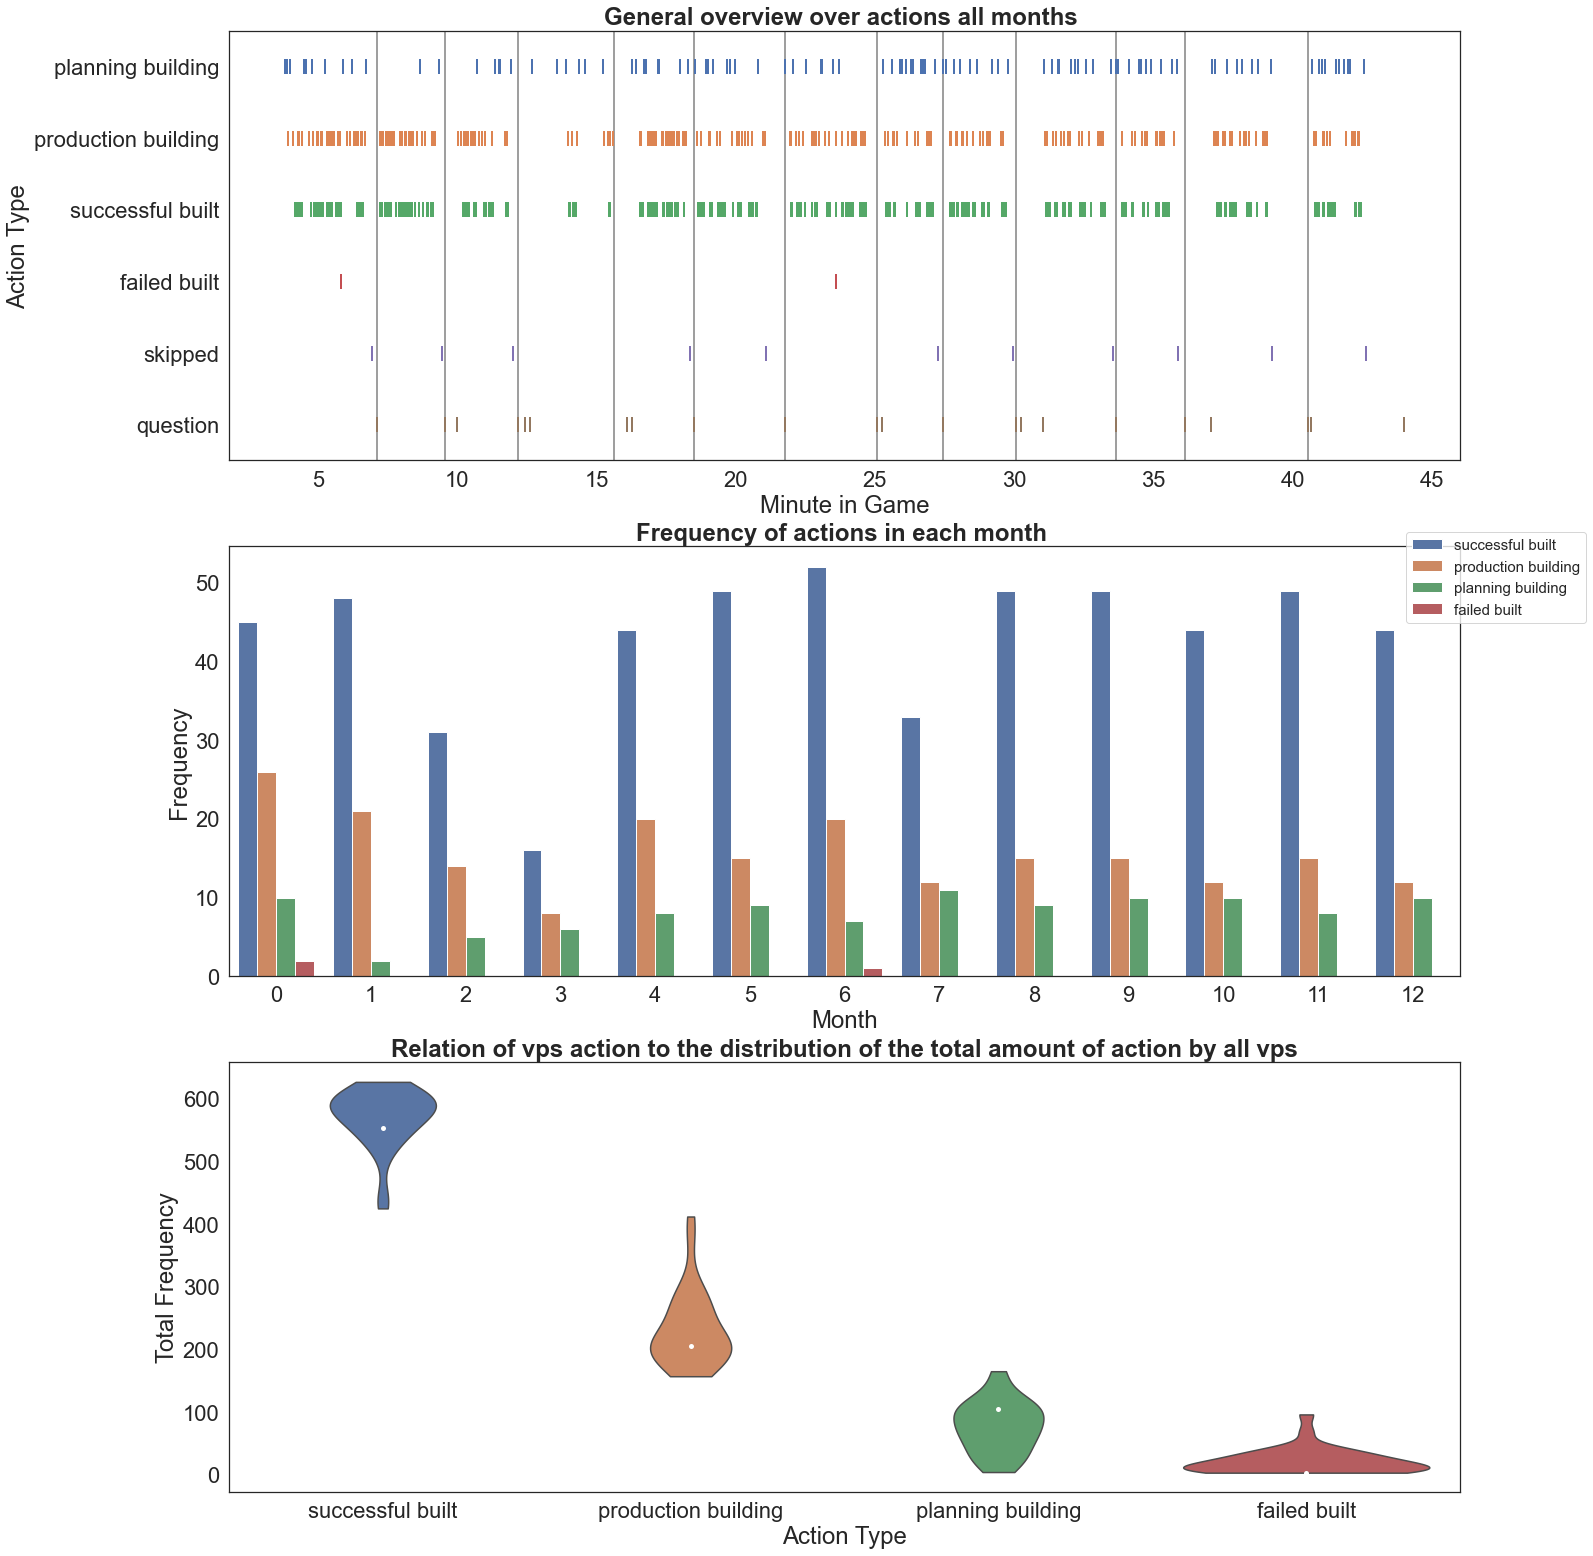 General overview over actions all months
planning building
production building
successful built
failed built
skipped
question
Action Type
5 10 15 20 25 30 35 40 45
Minute in Game
Frequency of actions in each month
successful built
production building
planning building
failed built
50
40
30
20
10
0
Frequency
0 1 2 3 4 5 6 7 8 9 10 11 12
Month
Relation of vps action to the distribution of the total amount of action by all vps
600
500
400
300
200
100
0
Total Frequency
successful built production building planning building failed built
Action Type